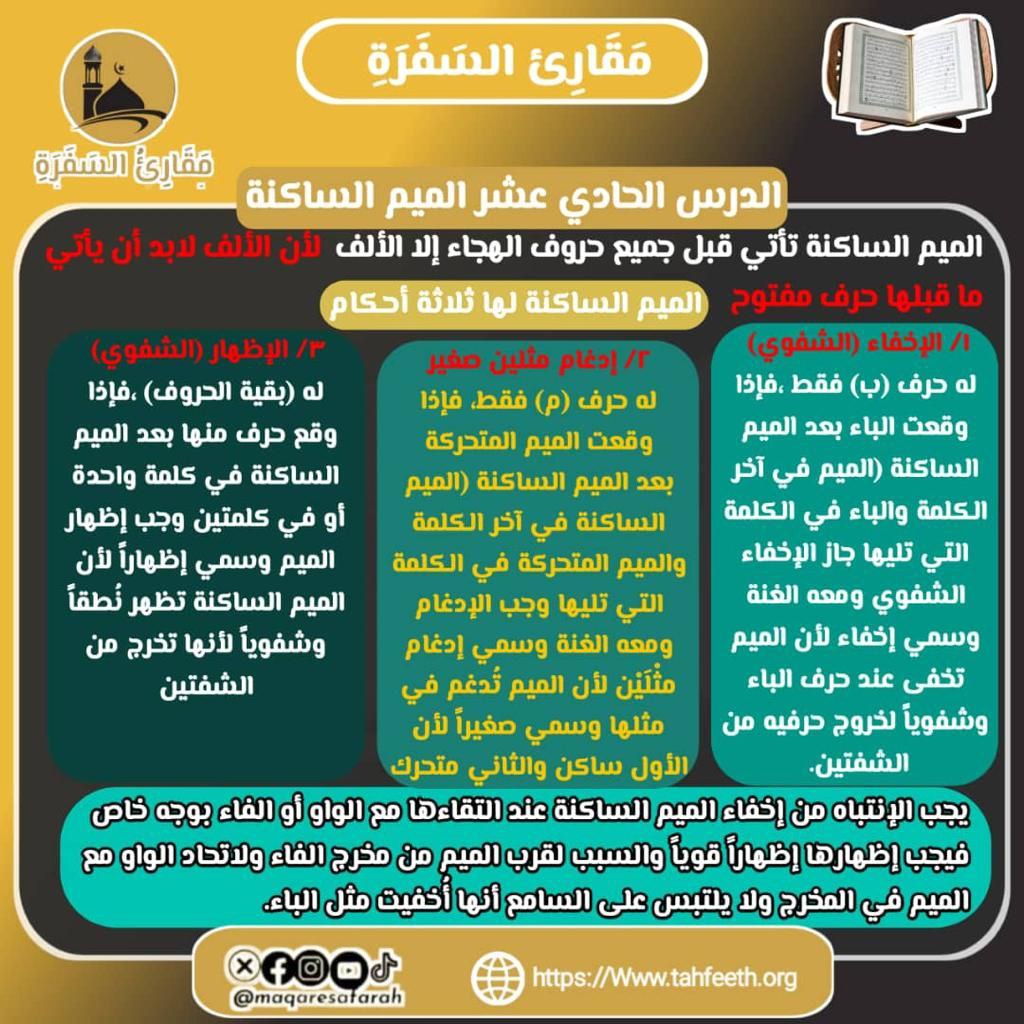 مَقَارِئ السَفَرَةِ
مَقَارِئُ السَفَرَةِ
الدرس الحادي عشر الميم الساكنة
الميم الساكنة تأتي قبل جميع حروف الهجاء إلا الألف لأن الألف لابد أن يأتي
ما قبلها حرف مفتوح
الميم الساكنة لها ثلاثة أحكام
١/ الإخفاء (الشفوي)
له حرف (ب) فقط ،فإذا
وقعت الباء بعد الميم
الساكنة (الميم في آخر
الكلمة والباء في الكلمة
التي تليها جاز الإخفاء
الشفوي ومعه الغنة
وسمي إخفاء لأن الميم
تخفى عند حرف الباء
وشفوياً لخروج حرفيه من
الشفتين.
٢/ إدغام مثلين صغير
له حرف (م) فقط، فإذا
وقعت الميم المتحركة
بعد الميم الساكنة (الميم
الساكنة في آخر الكلمة
والميم المتحركة في الكلمة
التي تليها وجب الإدغام
ومعه الغنة وسمي إدغام
مثْلَيْن لأن الميم تُدغم في
مثلها وسمي صغيراً لأن
الأول ساكن والثاني متحرك
٣/ الإظهار (الشفوي)
له (بقية الحروف) ،فإذا
وقع حرف منها بعد الميم
الساكنة في كلمة واحدة
أو في كلمتين وجب إظهار
الميم وسمي إظهاراً لأن
الميم الساكنة تظهر نُطقاً
وشفوياً لأنها تخرج من
الشفتين
يجب الإنتباه من إخفاء الميم الساكنة عند التقاءها مع الواو أو الفاء بوجه خاص
فيجب إظهارها إظهاراً قوياً والسبب لقرب الميم من مخرج الفاء ولاتحاد الواو مع
الميم في المخرج ولا يلتبس على السامع أنها أُخفيت مثل الباء.
@maqaresafarah
https://Www.tahfeeth.org